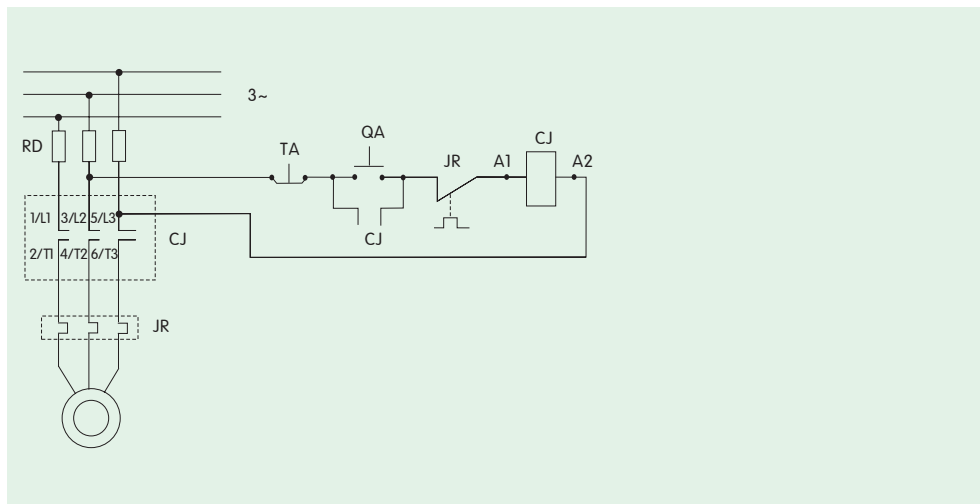 3~
RD
QA
TA
CJ
JR
A1
A2
1/L1 3/L2 5/L3
CJ
CJ
2/T1 4/T2 6/T3
JR